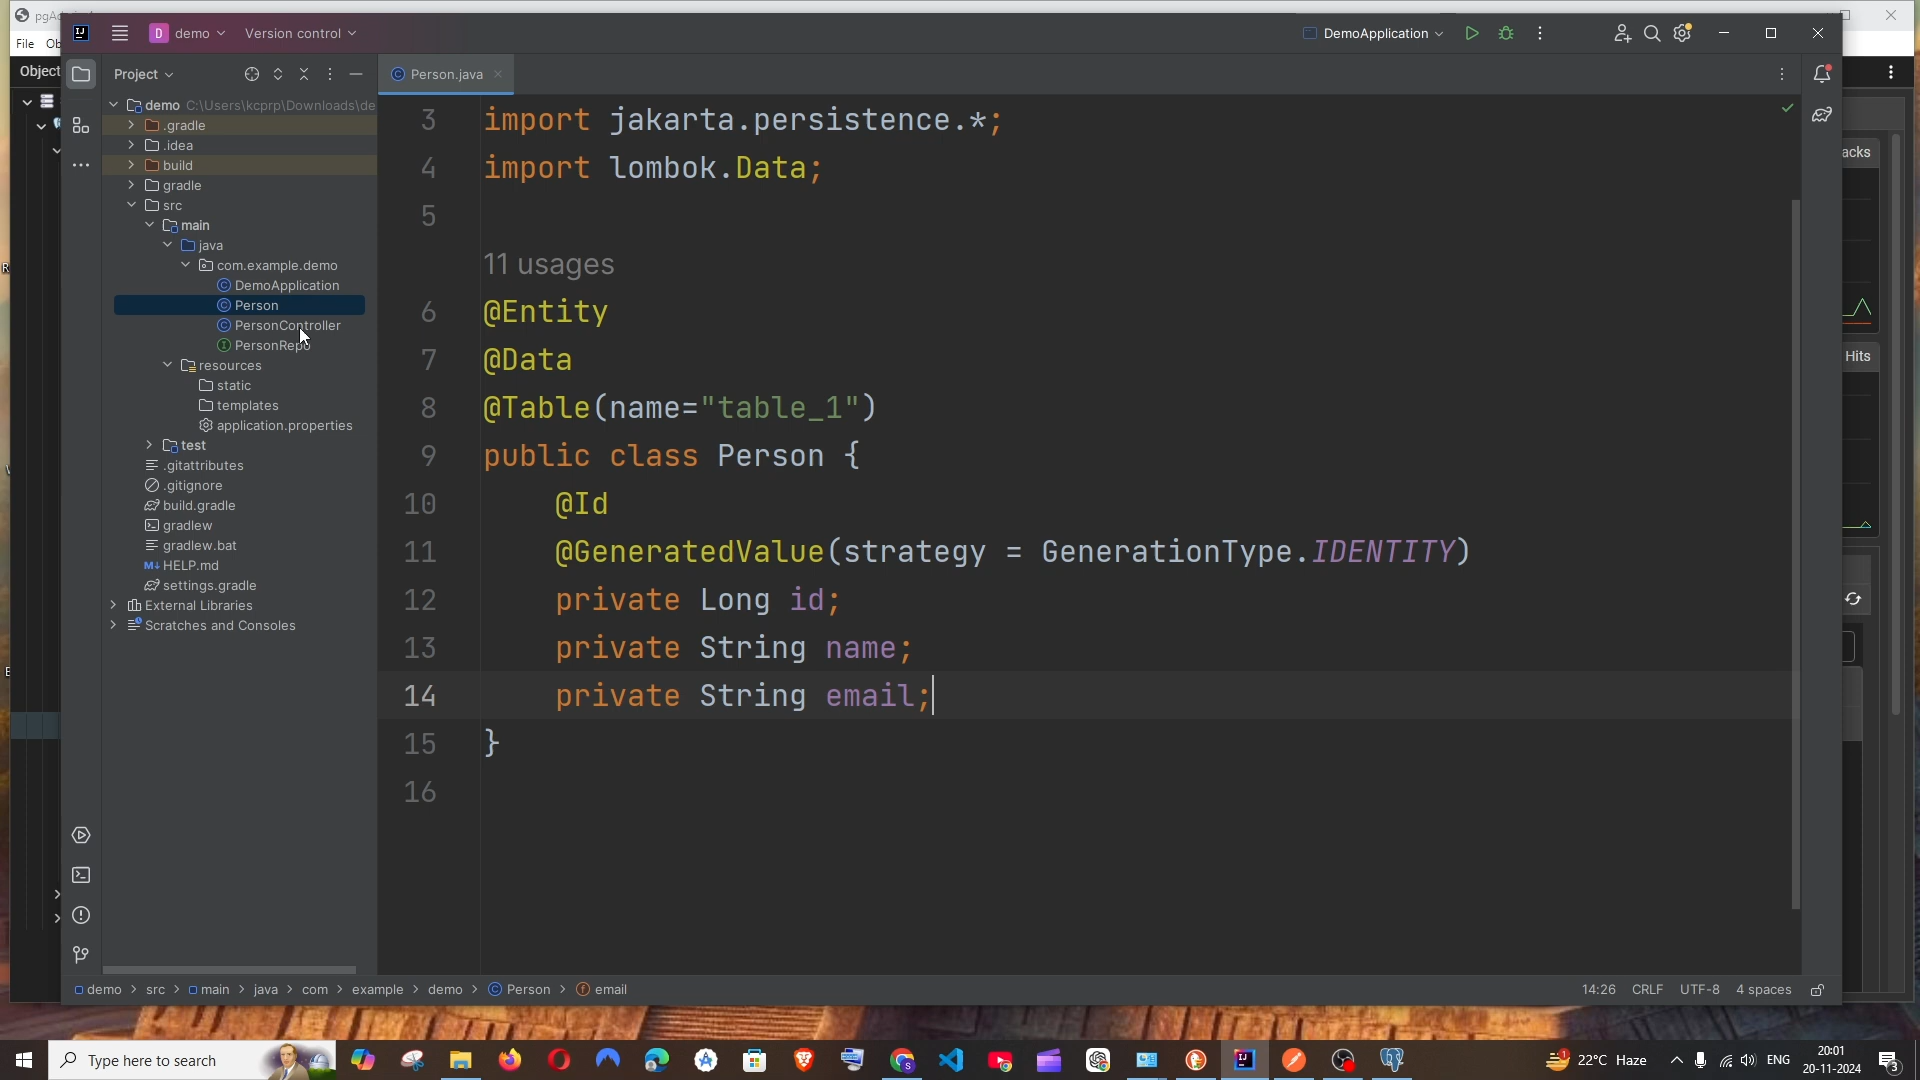 pgA
demo
Version control
DemoApplication
File
Ob
Object
Project
Person.java
demo C:\Users\kcprp\Downloads\de
.gradle
.idea
build
gradle
src
main
java
com.example.demo
DemoApplication
Person
PersonController
PersonRepo
resources
static
templates
application.properties
test
.gitattributes
.gitignore
build.gradle
gradlew
gradlew.bat
M↓ HELP.md
settings.gradle
External Libraries
Scratches and Consoles
3 import jakarta.persistence.*;
4 import lombok.Data;
5
11 usages
6 @Entity
7 @Data
8 @Table(name="table_1")
9 public class Person {
10 @Id
11 @GeneratedValue(strategy = GenerationType.IDENTITY)
12 private Long id;
13 private String name;
14 private String email;
15 }
16
acks
Hits
demo > src > main > java > com > example > demo > Person > email
14:26 CRLF UTF-8 4 spaces
Type here to search
22°C Haze
ENG
20:01
20-11-2024
3